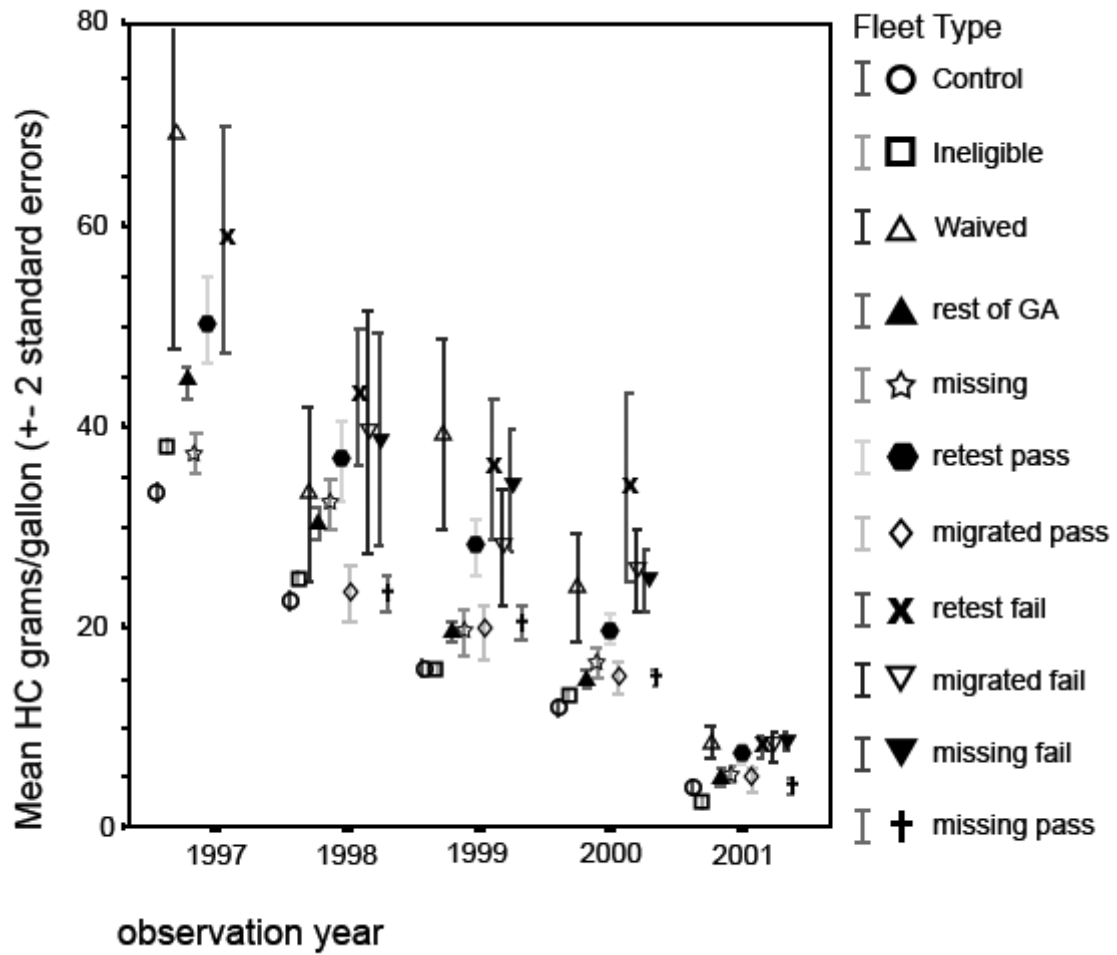 80
60
40
20
0
Mean HC grams/gallon (+- 2 standard errors)
1997 1998 1999 2000 2001
observation year
Fleet Type
Control
Ineligible
Waived
rest of GA
missing
retest pass
migrated pass
retest fail
migrated fail
missing fail
missing pass